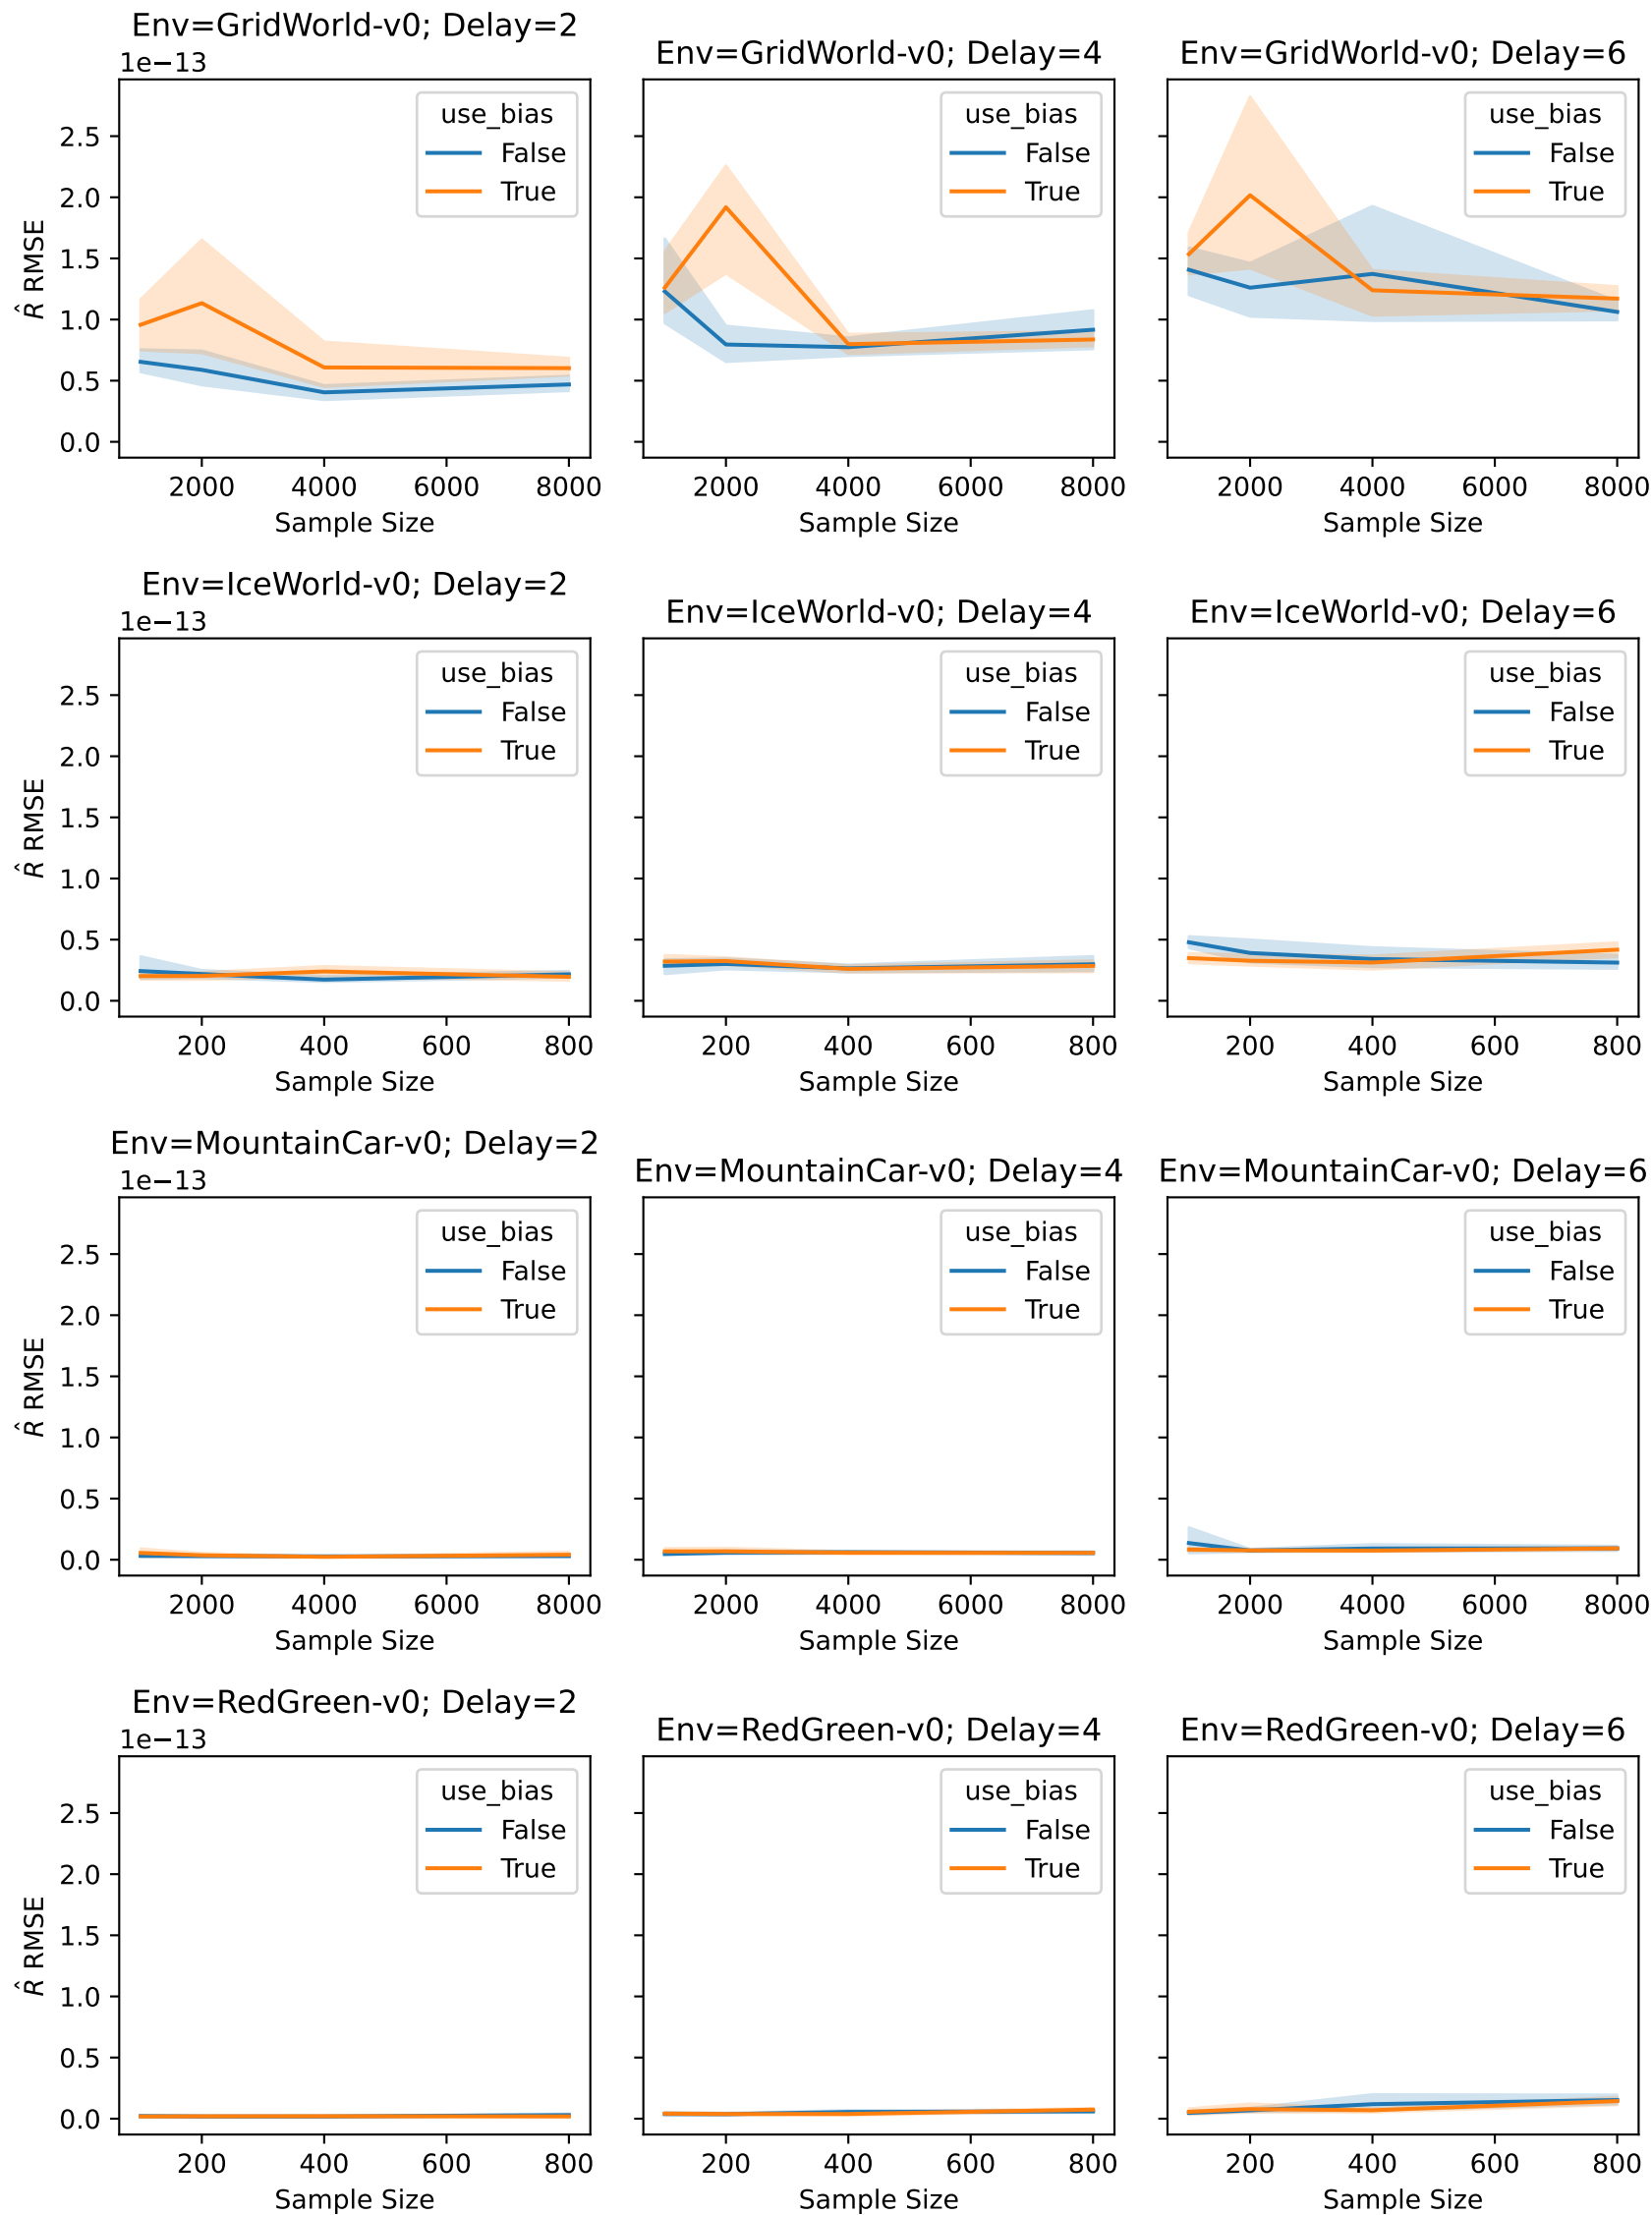 Env=GridWorld-v0; Delay=2
Env=GridWorld-v0; Delay=4
Env=GridWorld-v0; Delay=6
1e−13
R̂ RMSE
2.5
2.0
1.5
1.0
0.5
0.0
use_bias
False
True
2000 4000 6000 8000
Sample Size
use_bias
False
True
2000 4000 6000 8000
Sample Size
use_bias
False
True
2000 4000 6000 8000
Sample Size
Env=IceWorld-v0; Delay=2
Env=IceWorld-v0; Delay=4
Env=IceWorld-v0; Delay=6
1e−13
R̂ RMSE
2.5
2.0
1.5
1.0
0.5
0.0
use_bias
False
True
200 400 600 800
Sample Size
use_bias
False
True
200 400 600 800
Sample Size
use_bias
False
True
200 400 600 800
Sample Size
Env=MountainCar-v0; Delay=2
Env=MountainCar-v0; Delay=4
Env=MountainCar-v0; Delay=6
1e−13
R̂ RMSE
2.5
2.0
1.5
1.0
0.5
0.0
use_bias
False
True
2000 4000 6000 8000
Sample Size
use_bias
False
True
2000 4000 6000 8000
Sample Size
use_bias
False
True
2000 4000 6000 8000
Sample Size
Env=RedGreen-v0; Delay=2
Env=RedGreen-v0; Delay=4
Env=RedGreen-v0; Delay=6
1e−13
R̂ RMSE
2.5
2.0
1.5
1.0
0.5
0.0
use_bias
False
True
200 400 600 800
Sample Size
use_bias
False
True
200 400 600 800
Sample Size
use_bias
False
True
200 400 600 800
Sample Size